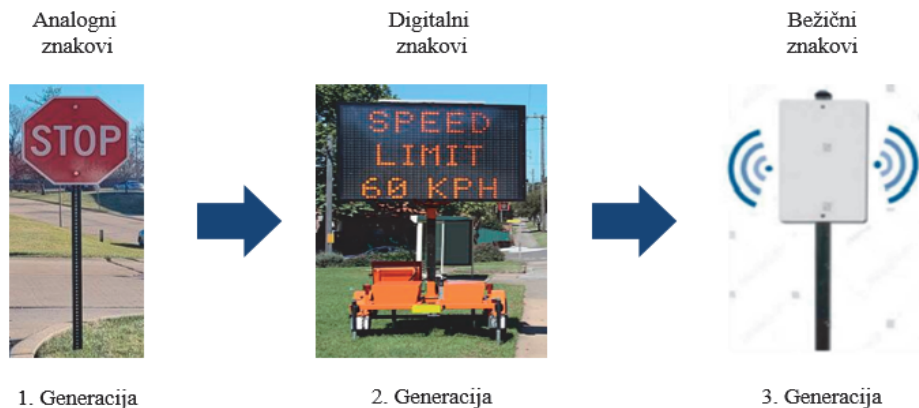 Analogni
znakovi
Digitalni
znakovi
Bežični
znakovi
STOP
SPEED
LIMIT
60 KPH
1. Generacija
2. Generacija
3. Generacija